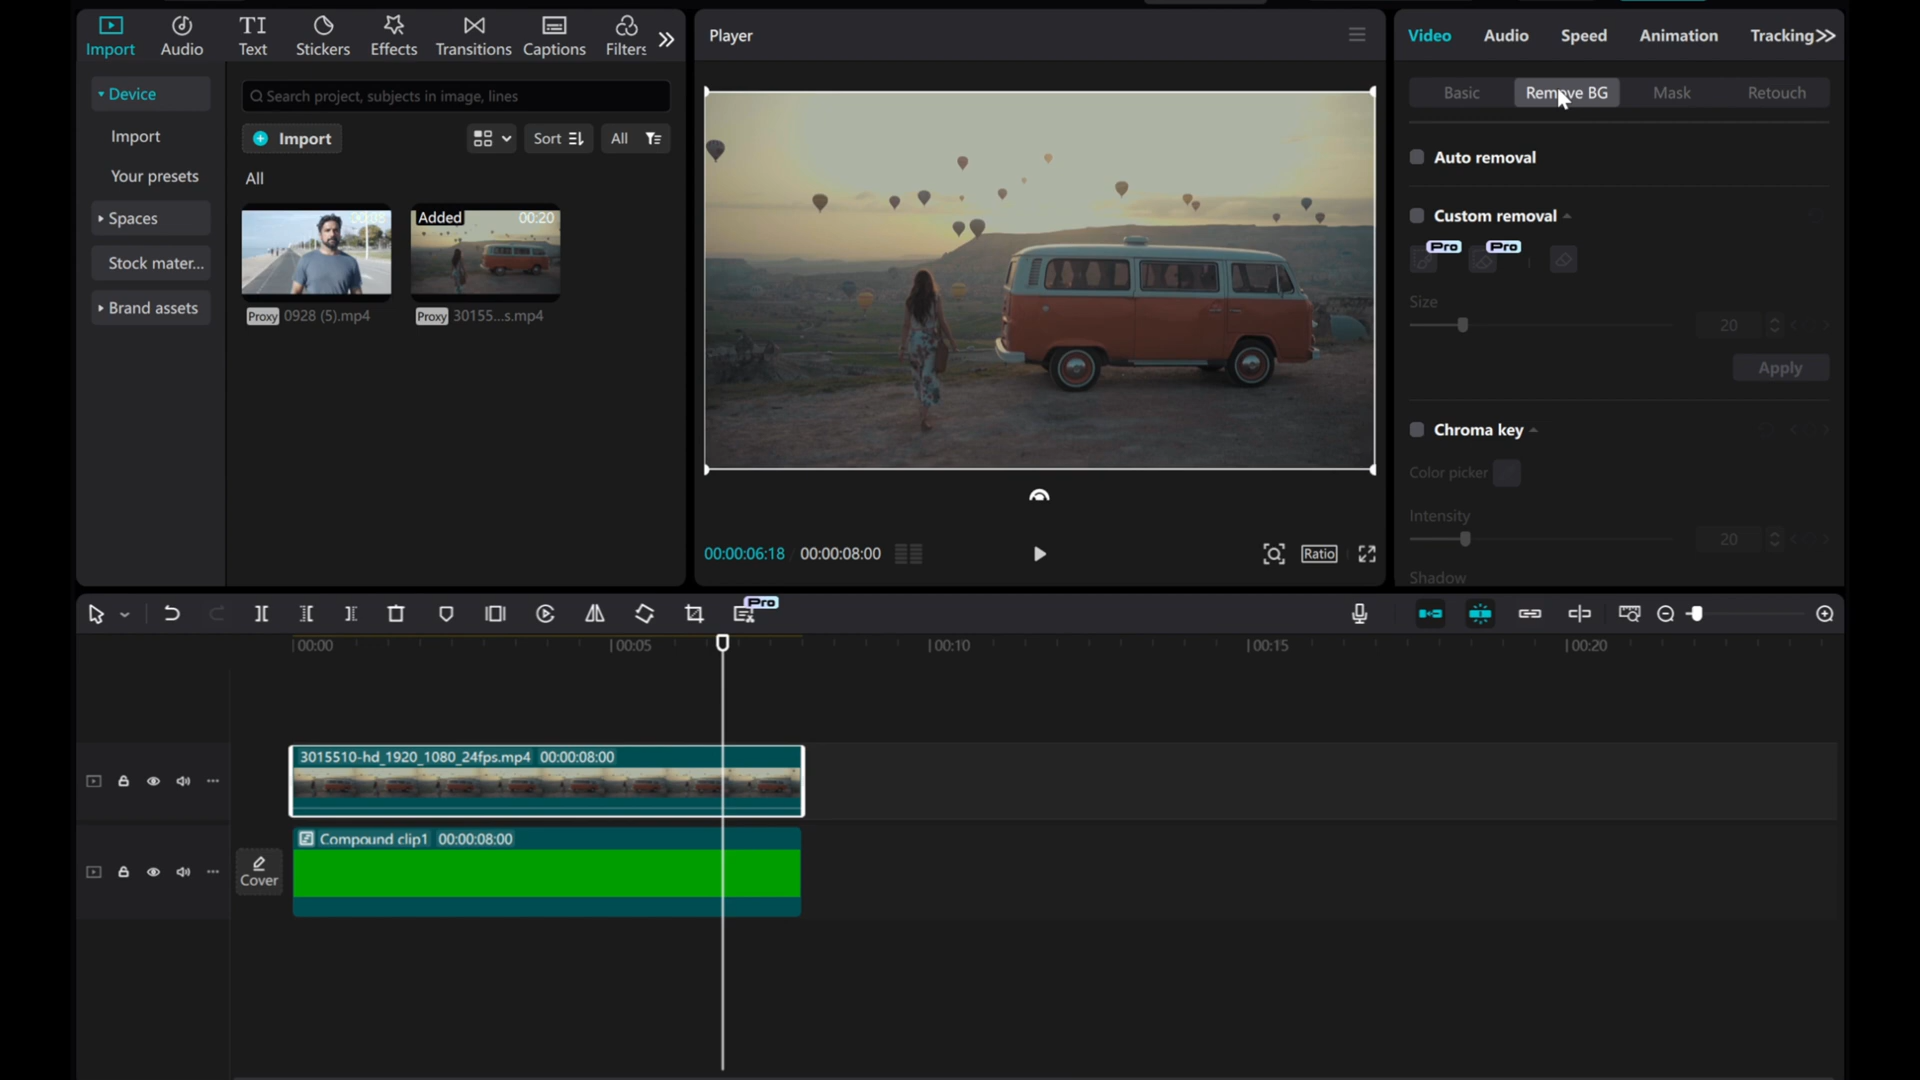 Import
Audio
Text
Stickers
Effects
Transitions
Captions
Filters
Player
Video
Audio
Speed
Animation
Tracking
Device
Import
Your presets
Spaces
Stock mater...
Brand assets
Search project, subjects in image, lines
Import
Sort
All
All
Added 00:20
Proxy 0928 (5).mp4
Proxy 30155...s.mp4
00:00:06:18 00:00:08:00
Ratio
Basic
Remove BG
Mask
Retouch
Auto removal
Custom removal
Pro
Pro
Size
20
Apply
Chroma key
Color picker
Intensity
20
Shadow
Pro
00:00
00:05
00:10
00:15
00:20
3015510-hd_1920_1080_24fps.mp4 00:00:08:00
Compound clip1 00:00:08:00
Cover